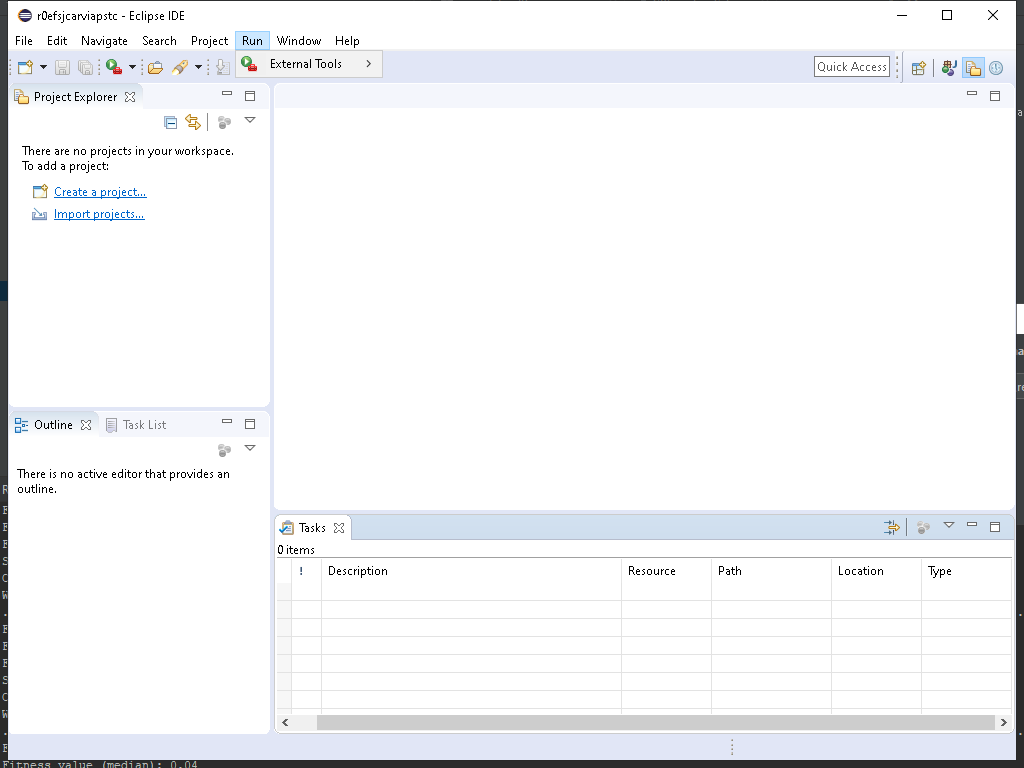 r0efsjcarviapstc - Eclipse IDE
File Edit Navigate Search Project Run Window Help
External Tools
Quick Access
Project Explorer
There are no projects in your workspace.
To add a project:
Create a project...
Import projects...
Outline
Task List
There is no active editor that provides an
outline.
Tasks
0 items
! Description Resource Path Location Type
Fitness value (median): 0.04